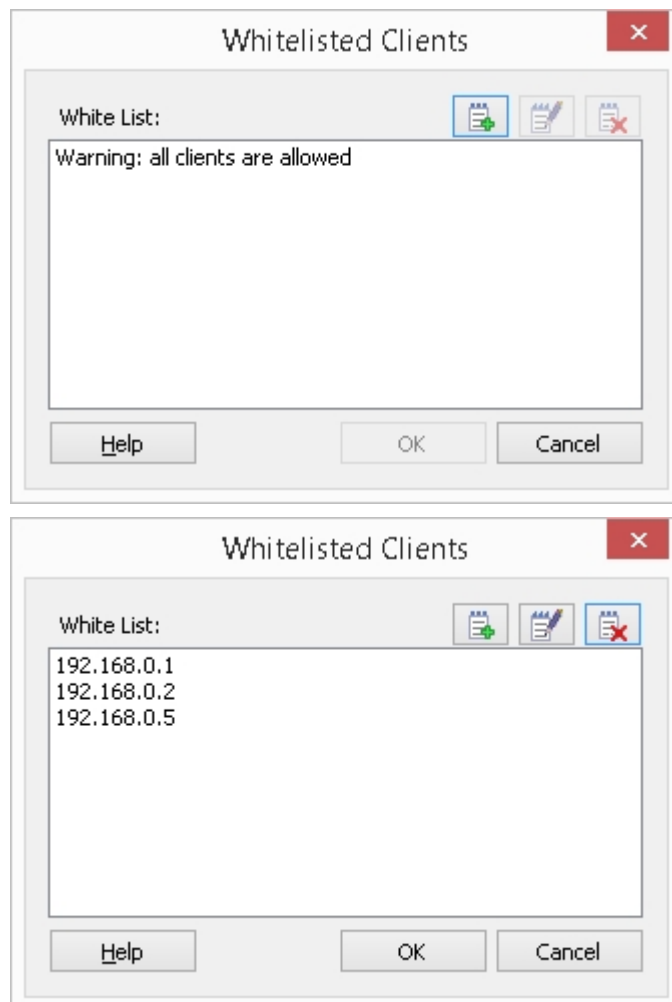 Whitelisted Clients
White List:
Warning: all clients are allowed
Help OK Cancel
Whitelisted Clients
White List:
192.168.0.1
192.168.0.2
192.168.0.5
Help OK Cancel